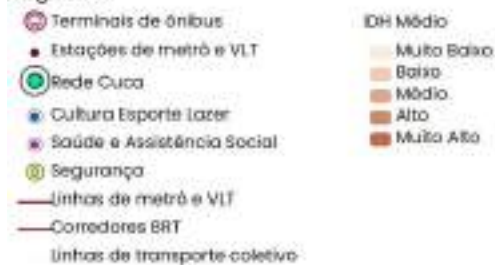 Terminais de ônibus
Estações de metrô e VLT
Rede Cuca
Cultura Esporte Lazer
Saúde e Assistência Social
Segurança
Linhas de metrô e VLT
Corredores BRT
Linhas de transporte coletivo
IDH Médio
Muito Baixo
Baixo
Médio
Alto
Muito Alto